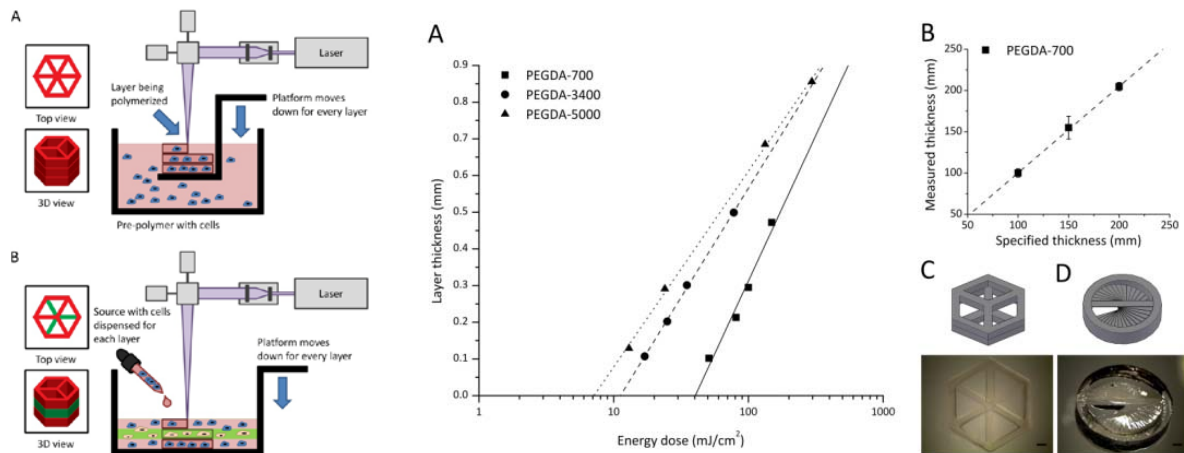 A
Laser
Layer being
polymerized
Platform moves
down for every layer
Top view
3D view
Pre-polymer with cells
B
Laser
Source with cells
dispensed for
each layer
Platform moves
down for every layer
Top view
3D view
A
PEGDA-700
PEGDA-3400
PEGDA-5000
Layer thickness (mm)
0.9
0.8
0.7
0.6
0.5
0.4
0.3
0.2
0.1
0.0
1
10
100
1000
Energy dose (mJ/cm²)
B
PEGDA-700
Measured thickness (mm)
250
200
150
100
50
50
100
150
200
250
Specified thickness (mm)
C
D